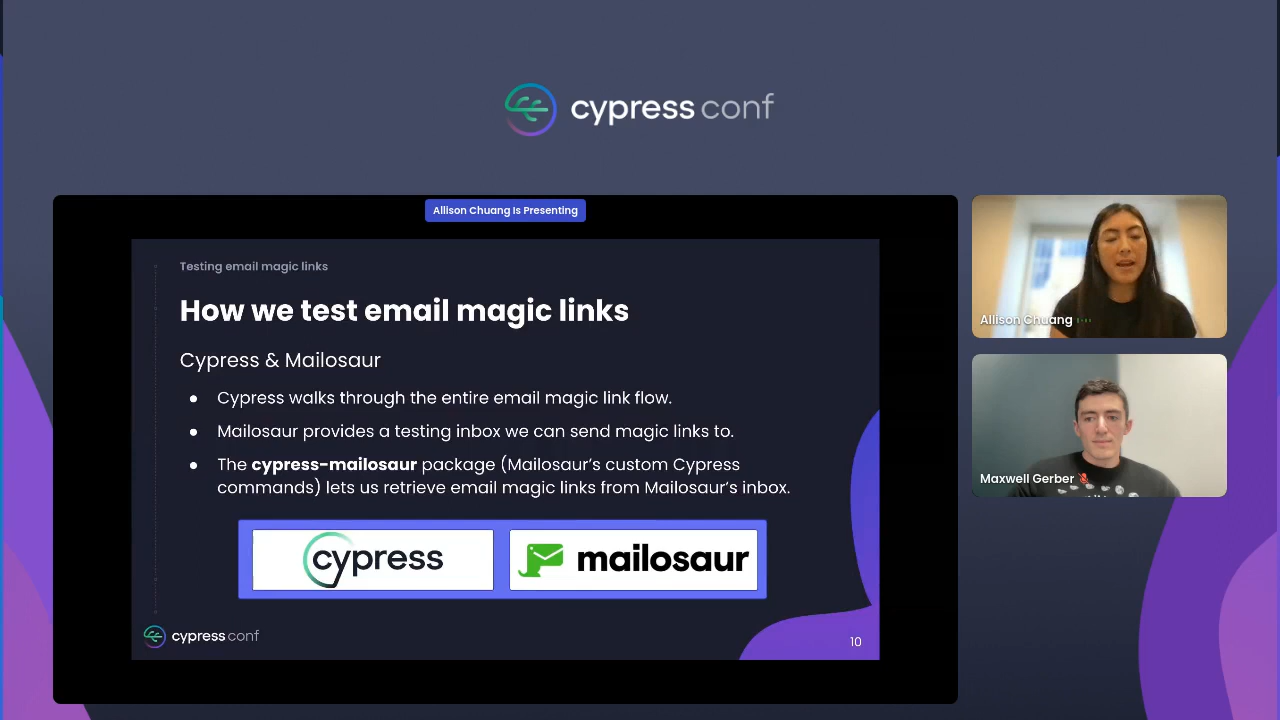 cypress conf
Allison Chuang Is Presenting
Testing email magic links
How we test email magic links
Cypress & Mailosaur
● Cypress walks through the entire email magic link flow.
● Mailosaur provides a testing inbox we can send magic links to.
● The cypress-mailosaur package (Mailosaur’s custom Cypress
commands) lets us retrieve email magic links from Mailosaur’s inbox.
cypress
mailosaur
cypress conf
10
Allison Chuang
Maxwell Gerber